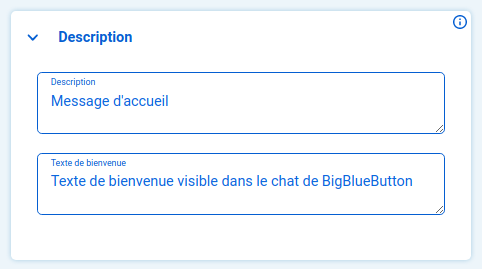 Description
Description
Message d'accueil
Texte de bienvenue
Texte de bienvenue visible dans le chat de BigBlueButton